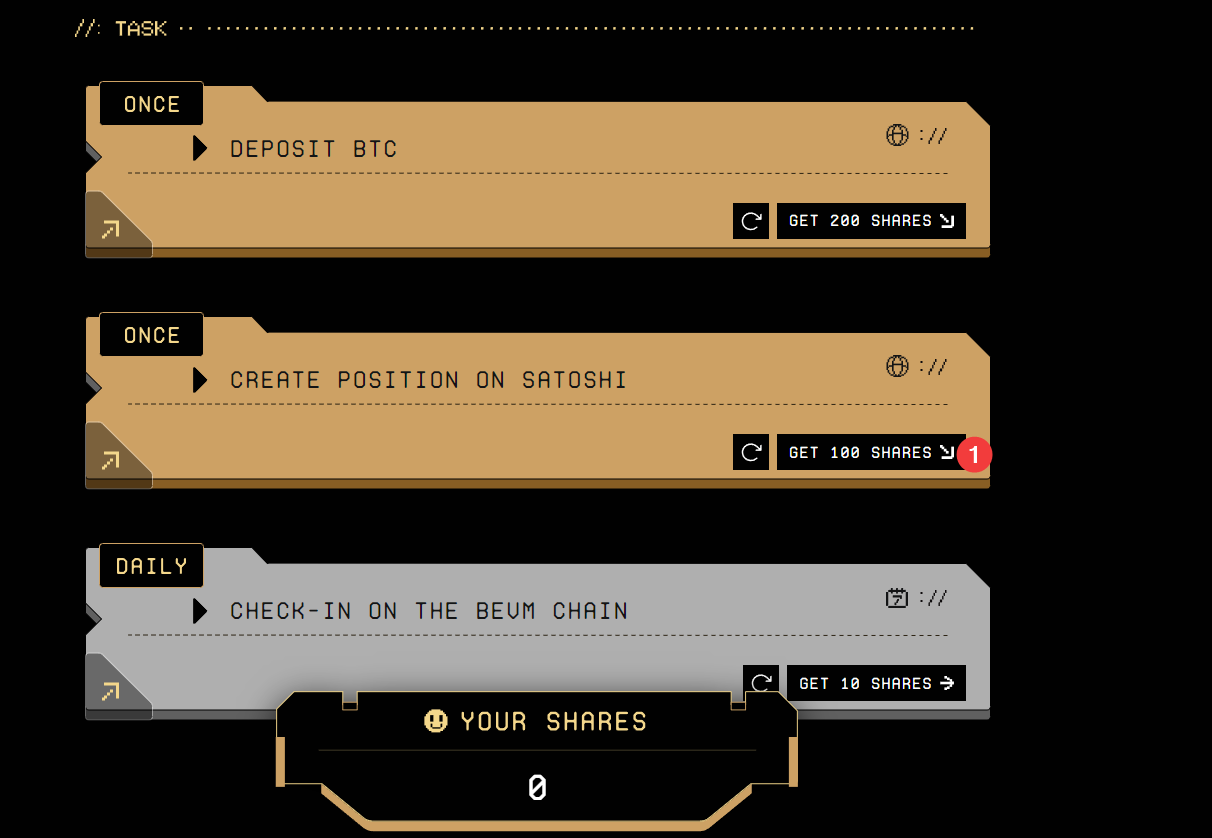 //: TASK
ONCE
DEPOSIT BTC
://
GET 200 SHARES
ONCE
CREATE POSITION ON SATOSHI
://
GET 100 SHARES
1
DAILY
CHECK-IN ON THE BEVM CHAIN
7 ://
GET 10 SHARES
YOUR SHARES
0